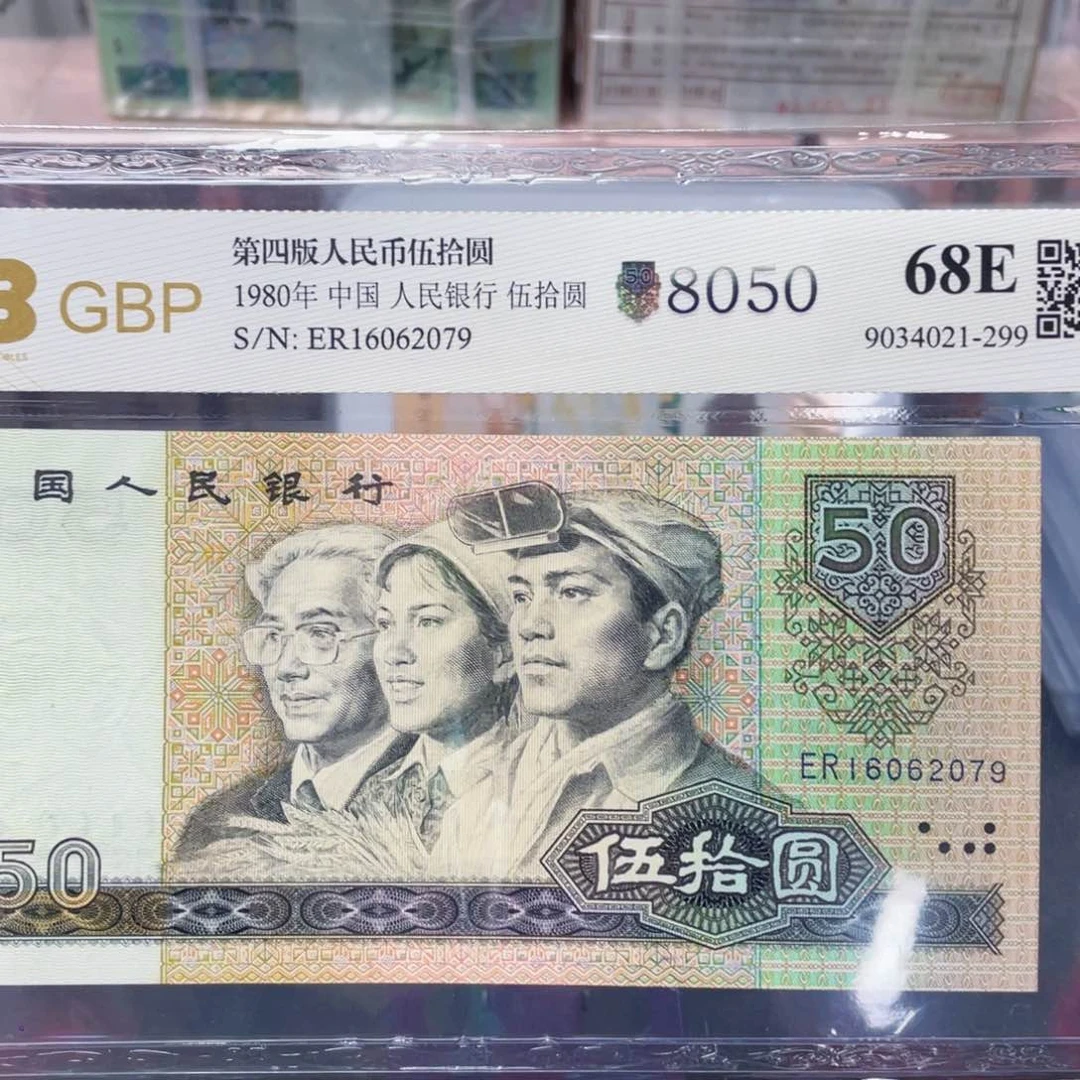 GBP
第四版人民币伍拾圆
1980年 中国 人民银行 伍拾圆
S/N: ER16062079
50
8050
68E
9034021-299
国人民银行
50
ER16062079
50
伍拾圆